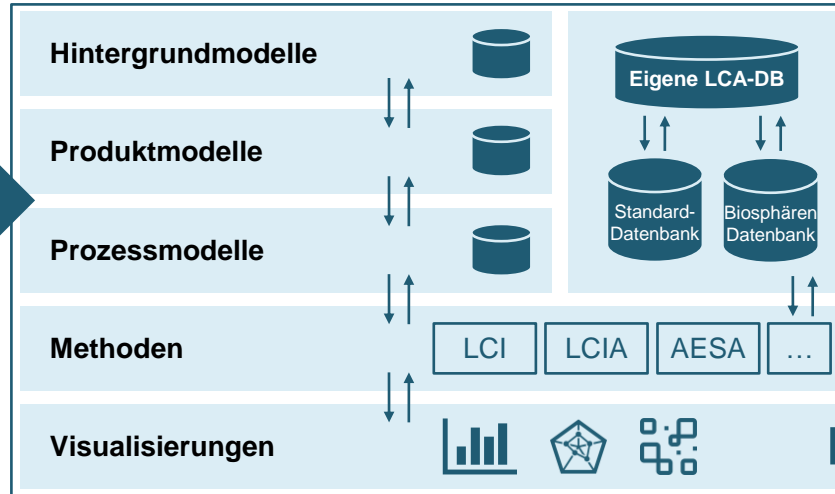 Hintergrundmodelle
Eigene LCA-DB
Produktmodelle
Standard-
Datenbank
Biosphären
Datenbank
Prozessmodelle
Methoden
LCI
LCIA
AESA
…
Visualisierungen